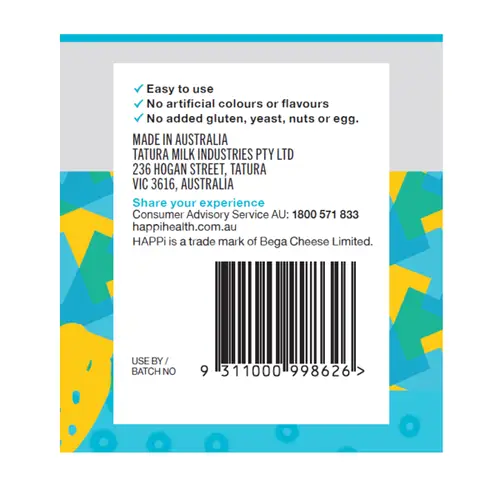 ✓ Easy to use
✓ No artificial colours or flavours
✓ No added gluten, yeast, nuts or egg.
MADE IN AUSTRALIA
TATURA MILK INDUSTRIES PTY LTD
236 HOGAN STREET, TATURA
VIC 3616, AUSTRALIA
Share your experience
Consumer Advisory Service AU: 1800 571 833
happihealth.com.au
HAPPi is a trade mark of Bega Cheese Limited.
USE BY /
BATCH NO
9 311000 998626 >